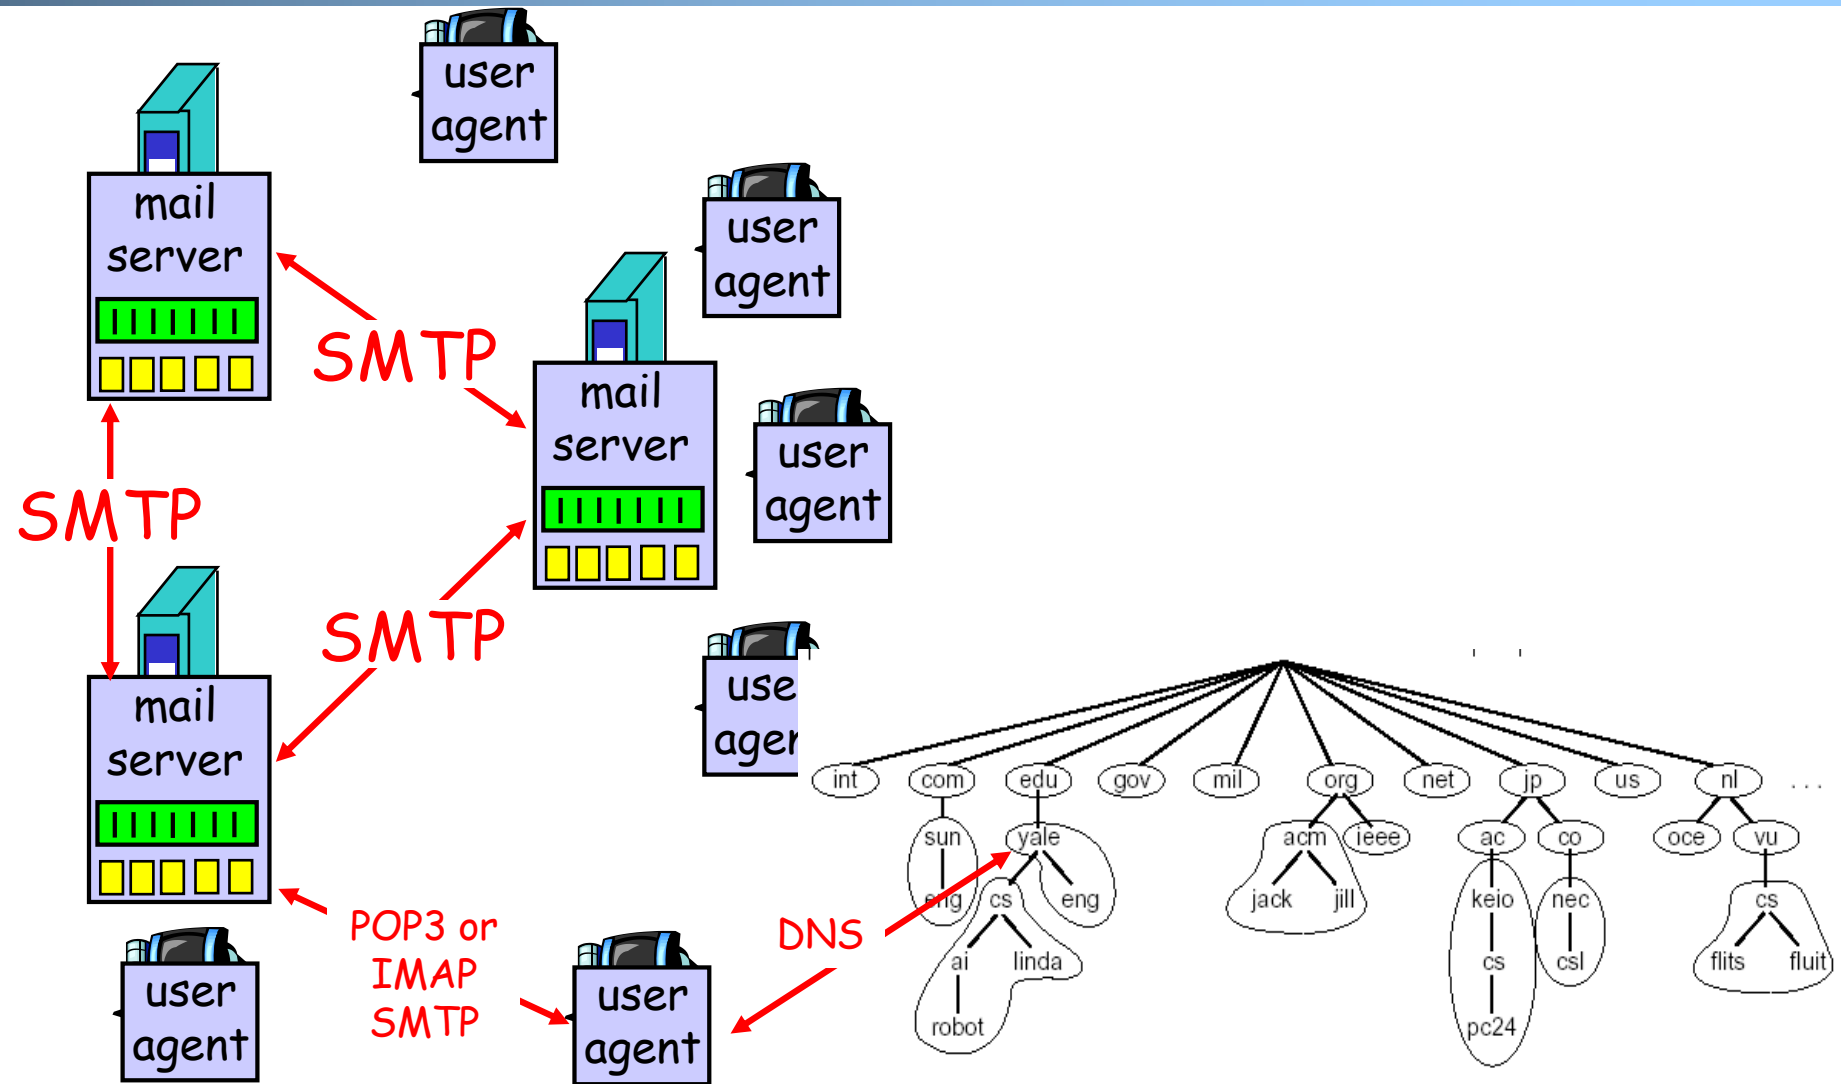 user
agent
mail
server
user
agent
SMTP
mail
server
user
agent
SMTP
SMTP
mail
server
int com edu gov mil org net jp us nl ...
sun yale acm ieee ac co oce vu
eng cs eng jack jill keio nec cs
POP3 or
IMAP
SMTP
DNS
ai linda cs csl flits fluit
robot pc24
user
agent
user
agent